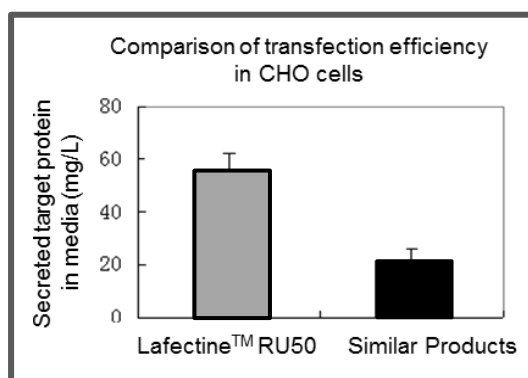 Comparison of transfection efficiency
in CHO cells
Secreted target protein
in media (mg/L)
80
60
40
20
0
Lafectine™ RU50
Similar Products